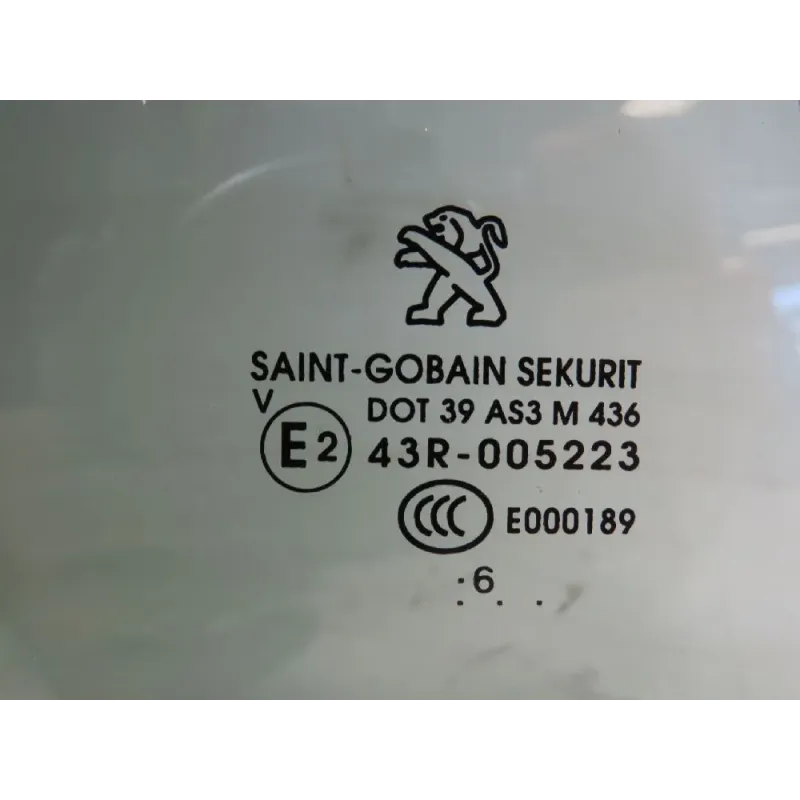 SAINT-GOBAIN SEKURIT
V
DOT 39 AS3 M 436
E2
43R-005223
CCC E000189
:6
. . .